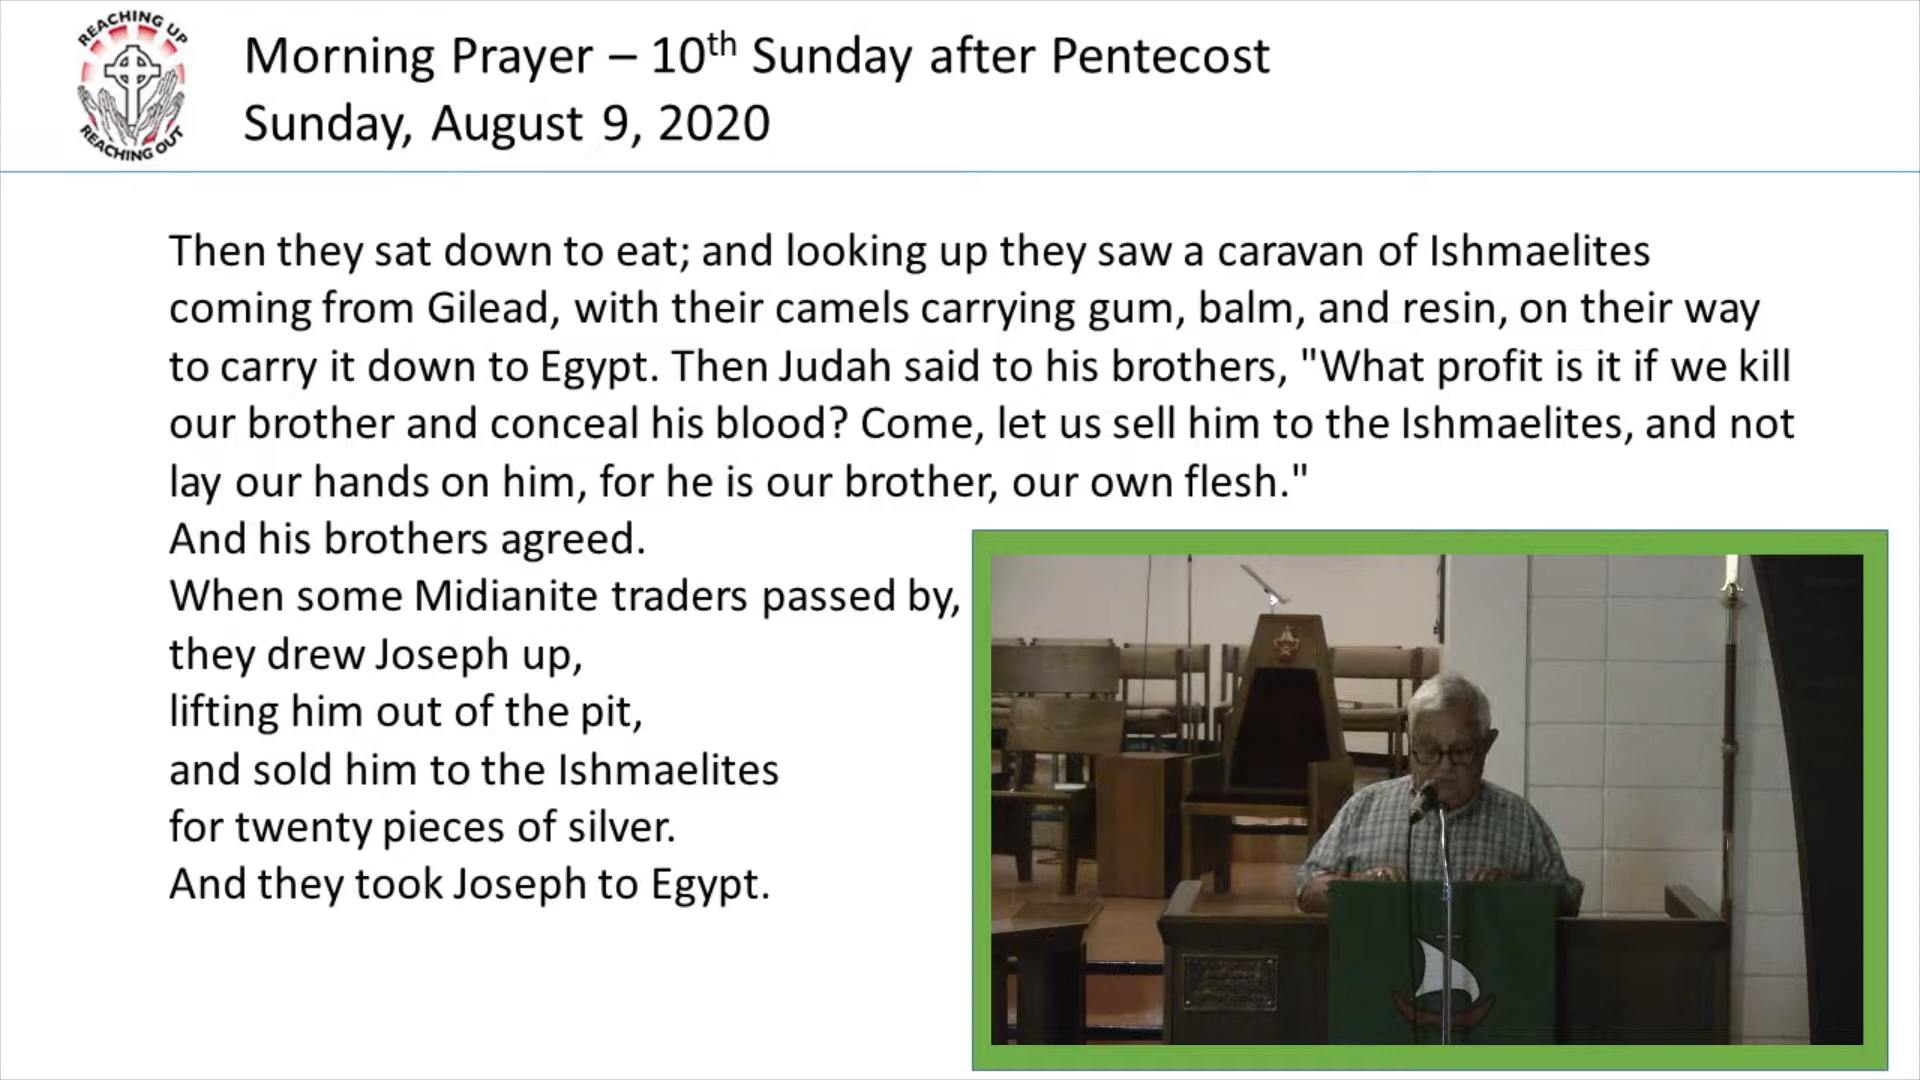 REACHING UP
REACHING OUT
Morning Prayer – 10th Sunday after Pentecost
Sunday, August 9, 2020
Then they sat down to eat; and looking up they saw a caravan of Ishmaelites
coming from Gilead, with their camels carrying gum, balm, and resin, on their way
to carry it down to Egypt. Then Judah said to his brothers, "What profit is it if we kill
our brother and conceal his blood? Come, let us sell him to the Ishmaelites, and not
lay our hands on him, for he is our brother, our own flesh."
And his brothers agreed.
When some Midianite traders passed by,
they drew Joseph up,
lifting him out of the pit,
and sold him to the Ishmaelites
for twenty pieces of silver.
And they took Joseph to Egypt.